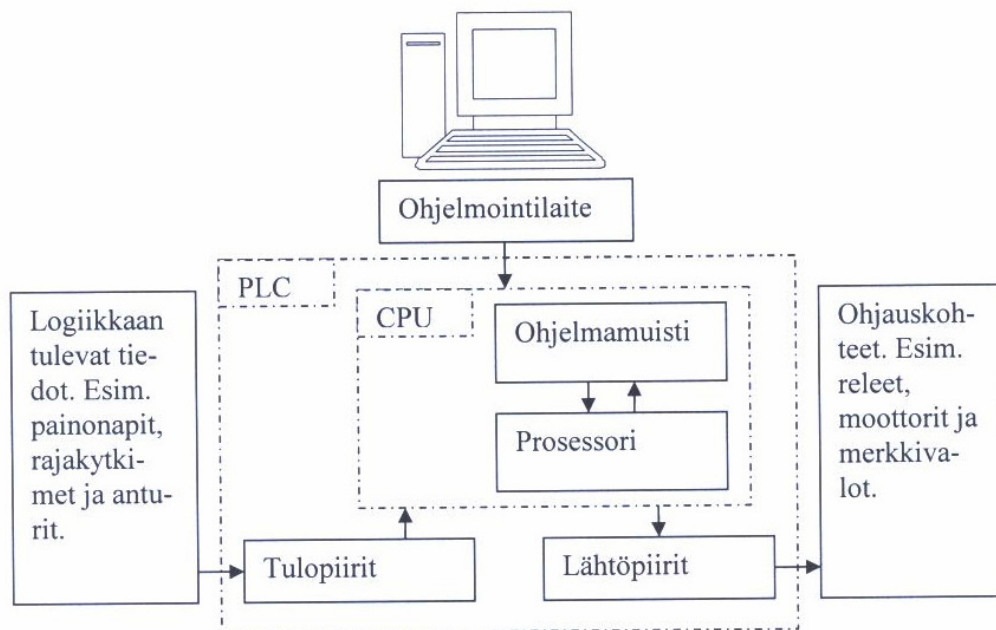 Ohjelmointilaite
PLC
CPU
Ohjelmamuisti
Prosessori
Logiikkaan
tulevat tie-
dot. Esim.
painonapit,
rajakytki-
met ja antu-
rit.
Tulopiirit
Lähtöpiirit
Ohjauskoh-
teet. Esim.
releet,
moottorit ja
merkkiva-
lot.